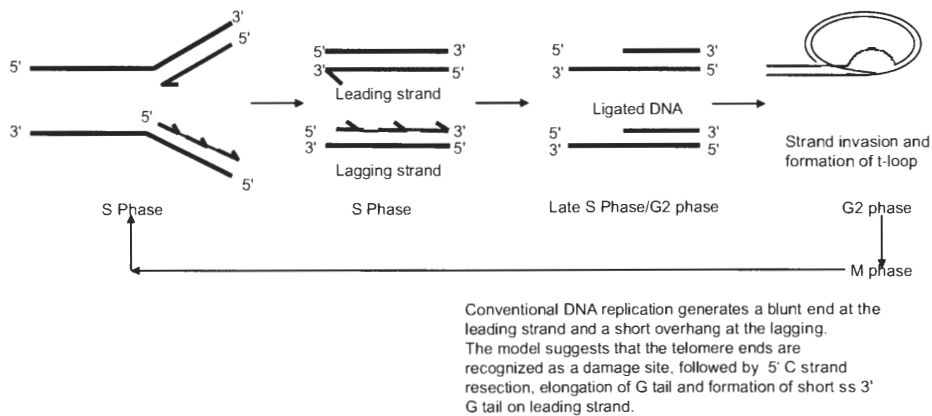 3'
5'
5'
5'
3'
5'
5'
3'
3'
5'
Leading strand
5'
3'
3'
5'
Lagging strand
5'
3'
3'
5'
Ligated DNA
5'
3'
3'
5'
Strand invasion and
formation of t-loop
S Phase
S Phase
Late S Phase/G2 phase
G2 phase
M phase
Conventional DNA replication generates a blunt end at the
leading strand and a short overhang at the lagging.
The model suggests that the telomere ends are
recognized as a damage site, followed by 5' C strand
resection, elongation of G tail and formation of short ss 3'
G tail on leading strand.